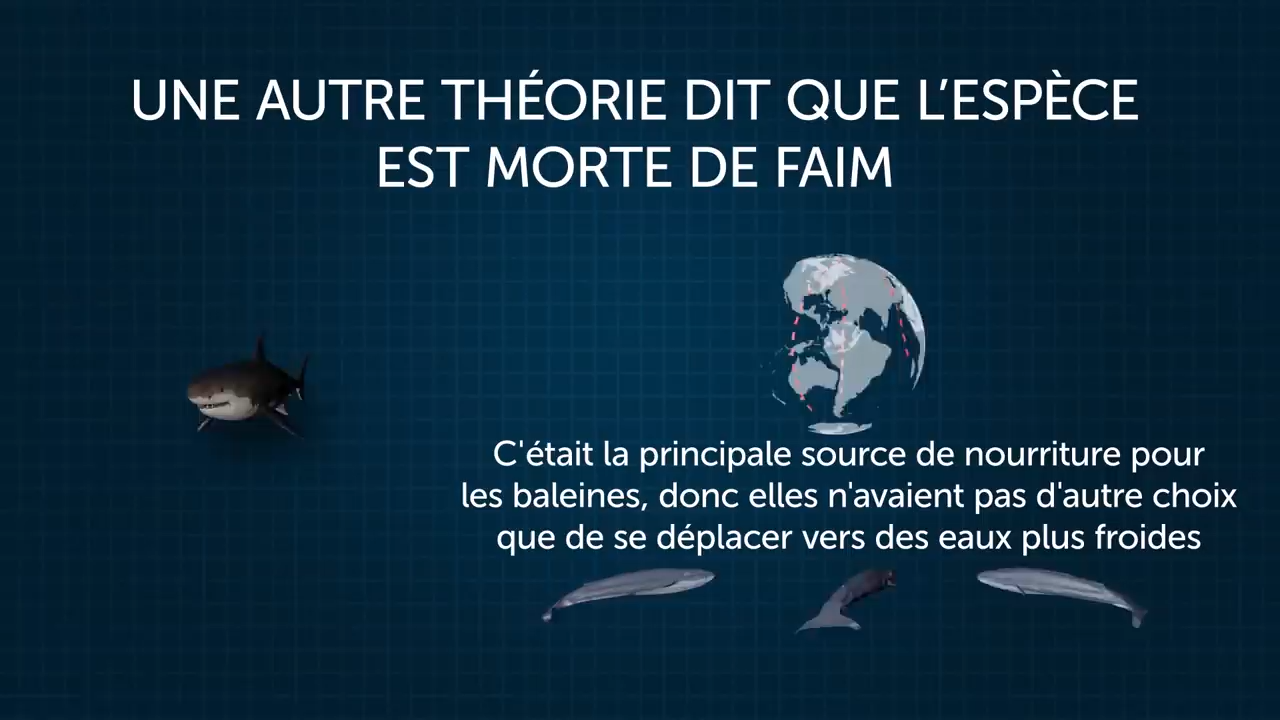 UNE AUTRE THÉORIE DIT QUE L’ESPÈCE
EST MORTE DE FAIM
C'était la principale source de nourriture pour
les baleines, donc elles n'avaient pas d'autre choix
que de se déplacer vers des eaux plus froides